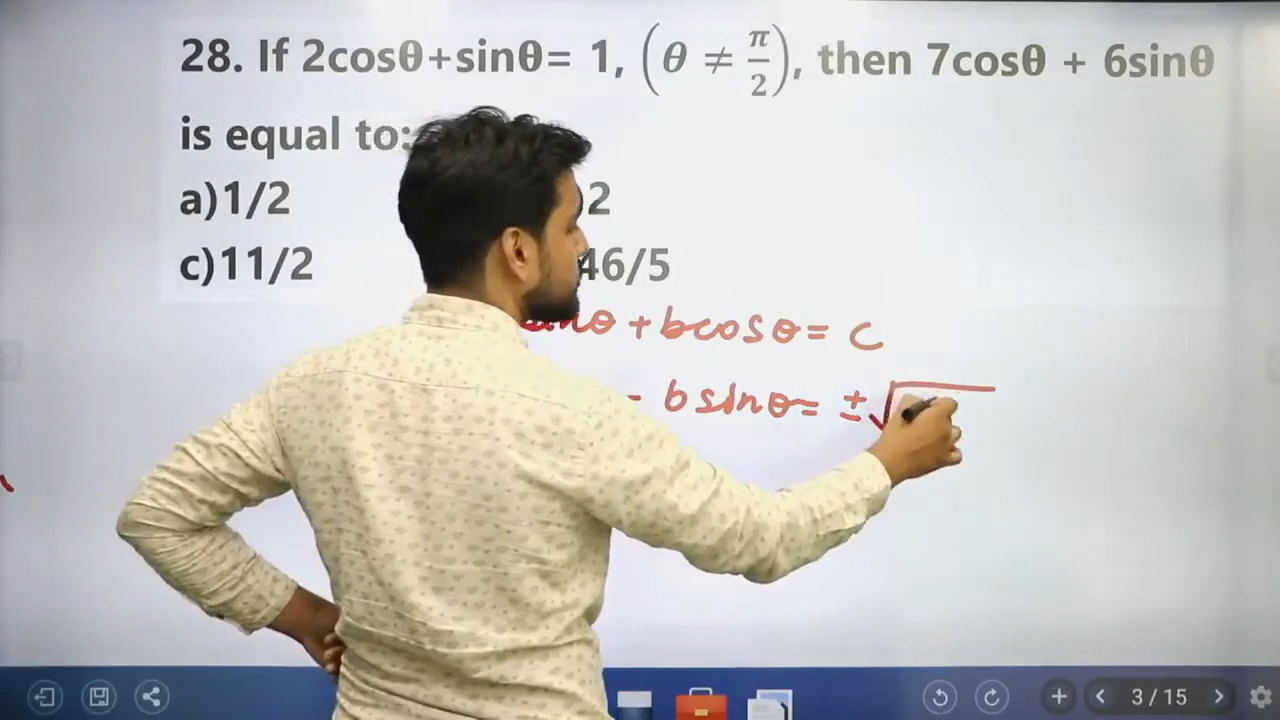 28. If 2cosθ+sinθ= 1, (θ ≠ π/2), then 7cosθ + 6sinθ
is equal to:
a)1/2 )2
c)11/2 46/5
sinθ + bcosθ = c
- bsinθ = ±√
3 / 15